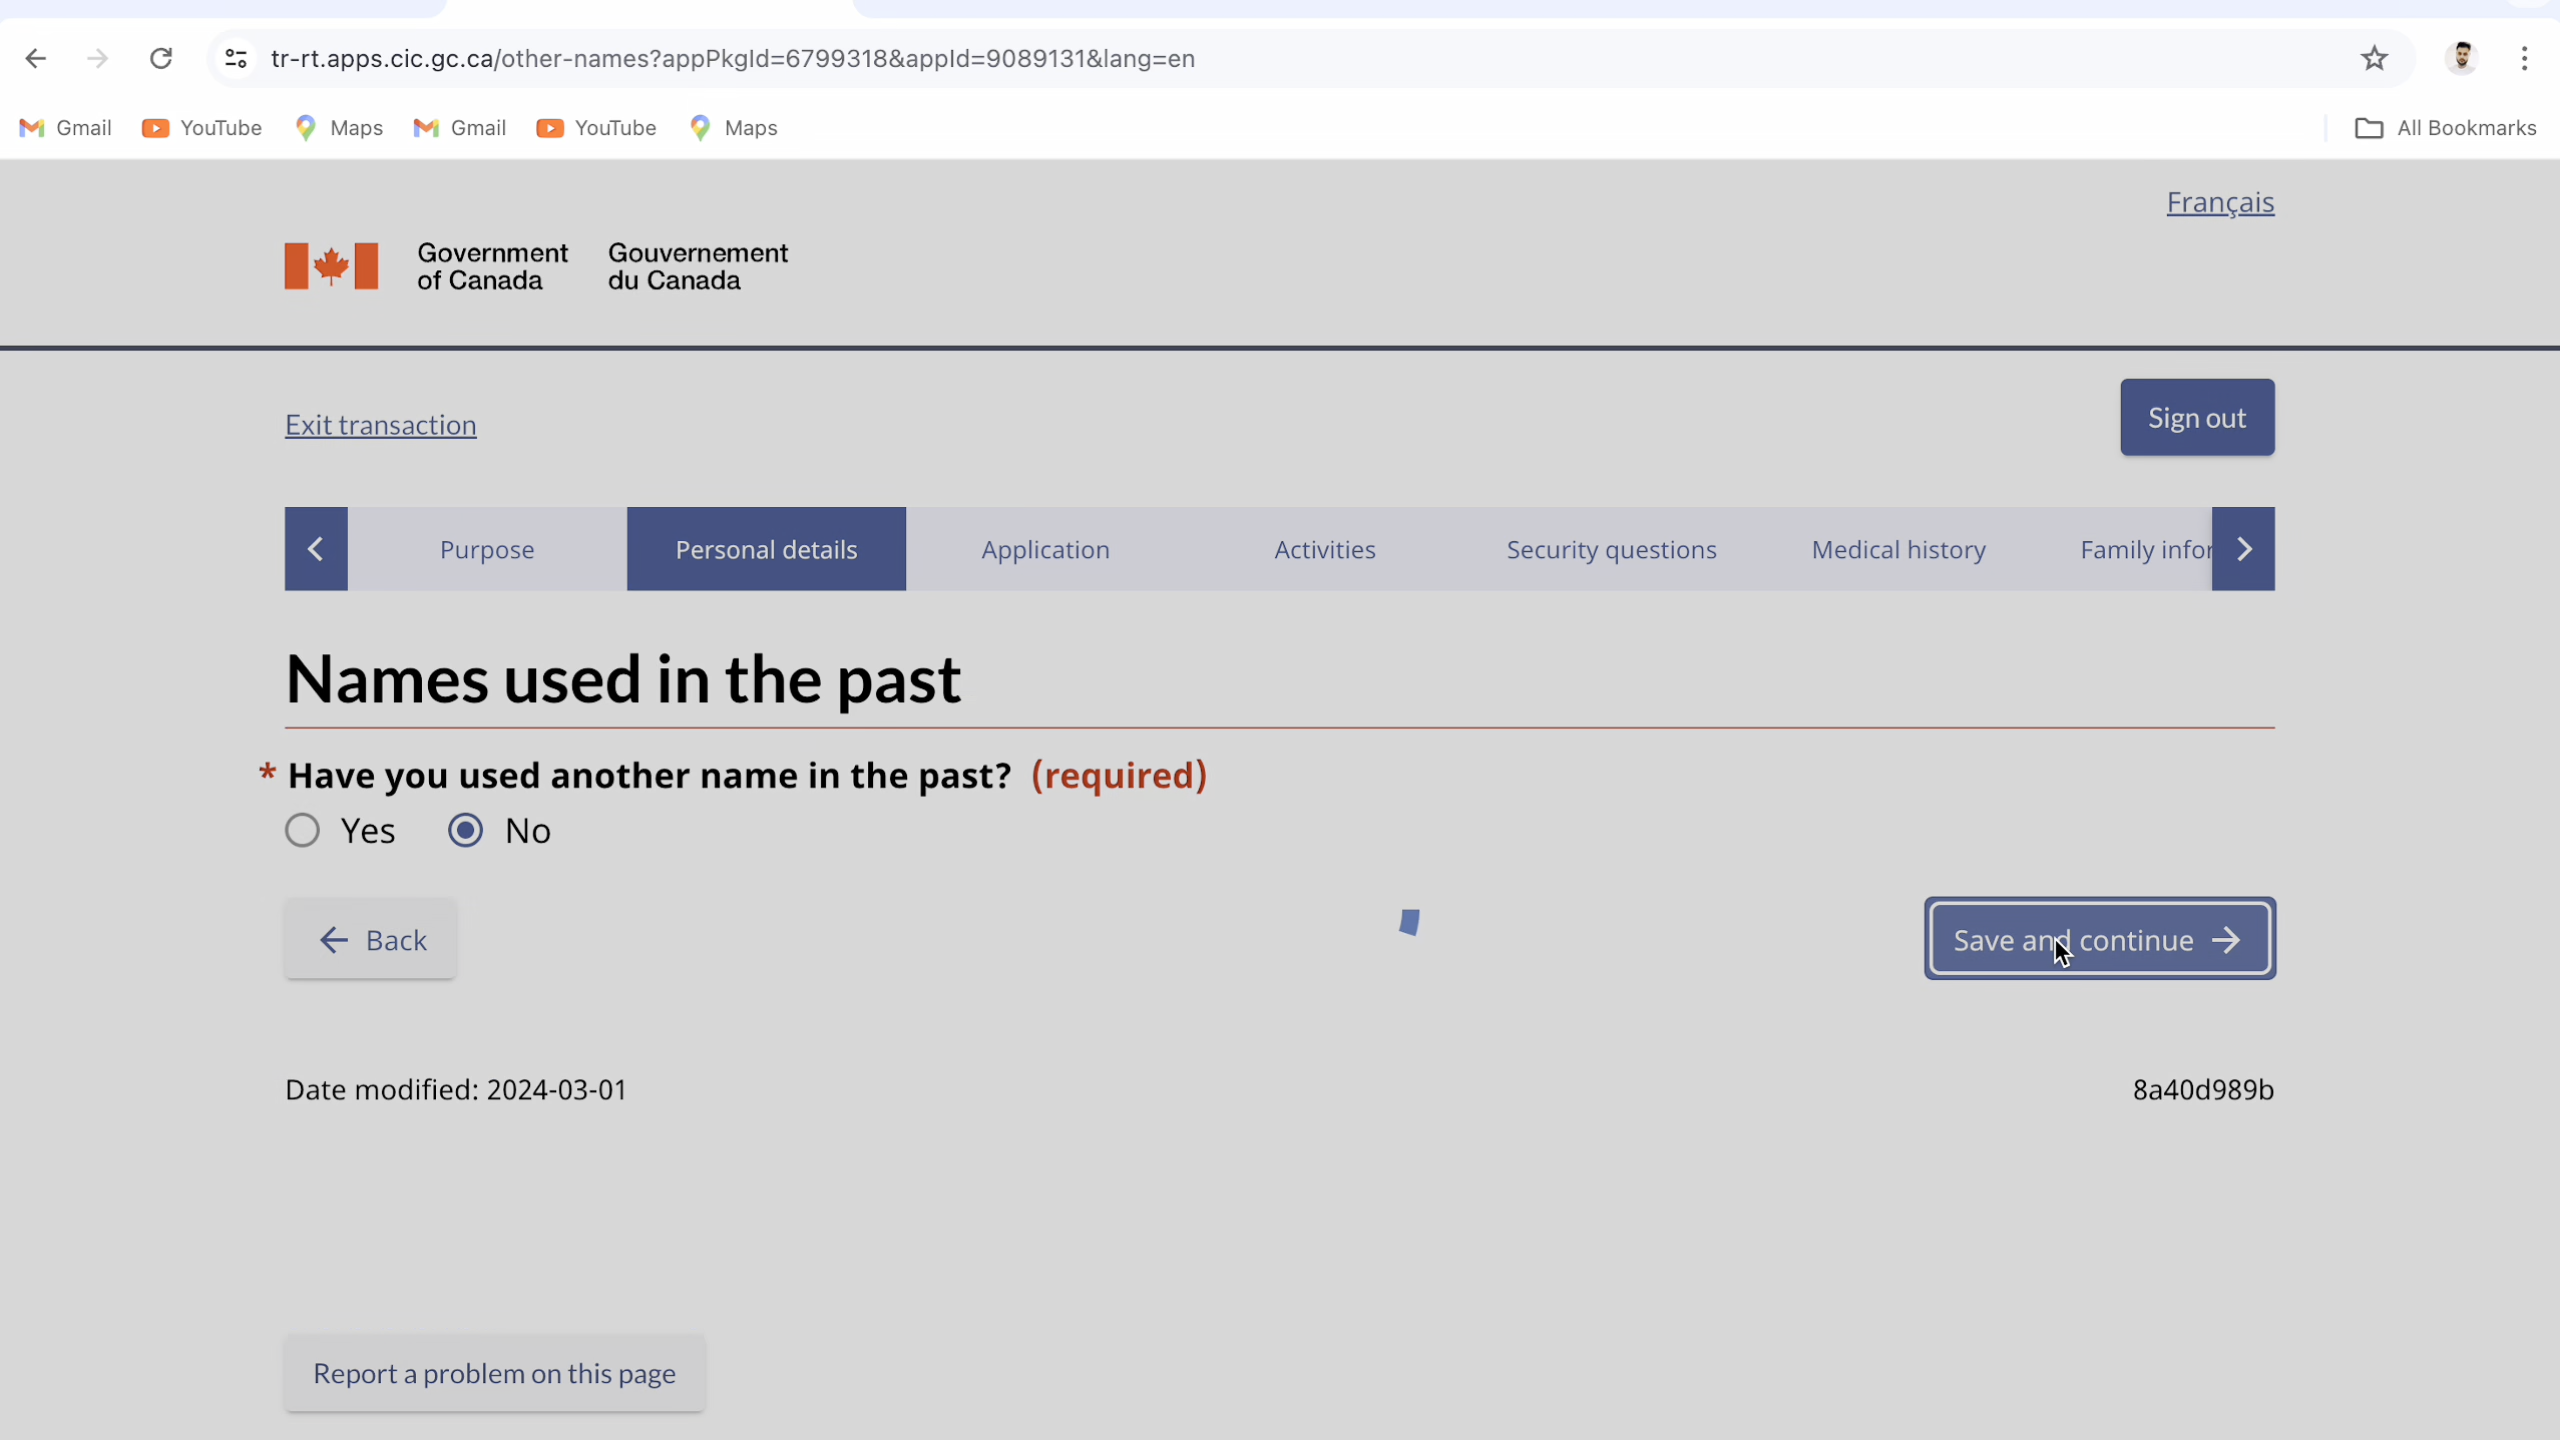 tr-rt.apps.cic.gc.ca/other-names?appPkgId=6799318&appId=9089131&lang=en
Gmail YouTube Maps Gmail YouTube Maps All Bookmarks
Français
Government of Canada
Gouvernement du Canada
Exit transaction
Sign out
Purpose Personal details Application Activities Security questions Medical history Family infor
Names used in the past
* Have you used another name in the past? (required)
Yes No
Back Save and continue
Date modified: 2024-03-01 8a40d989b
Report a problem on this page